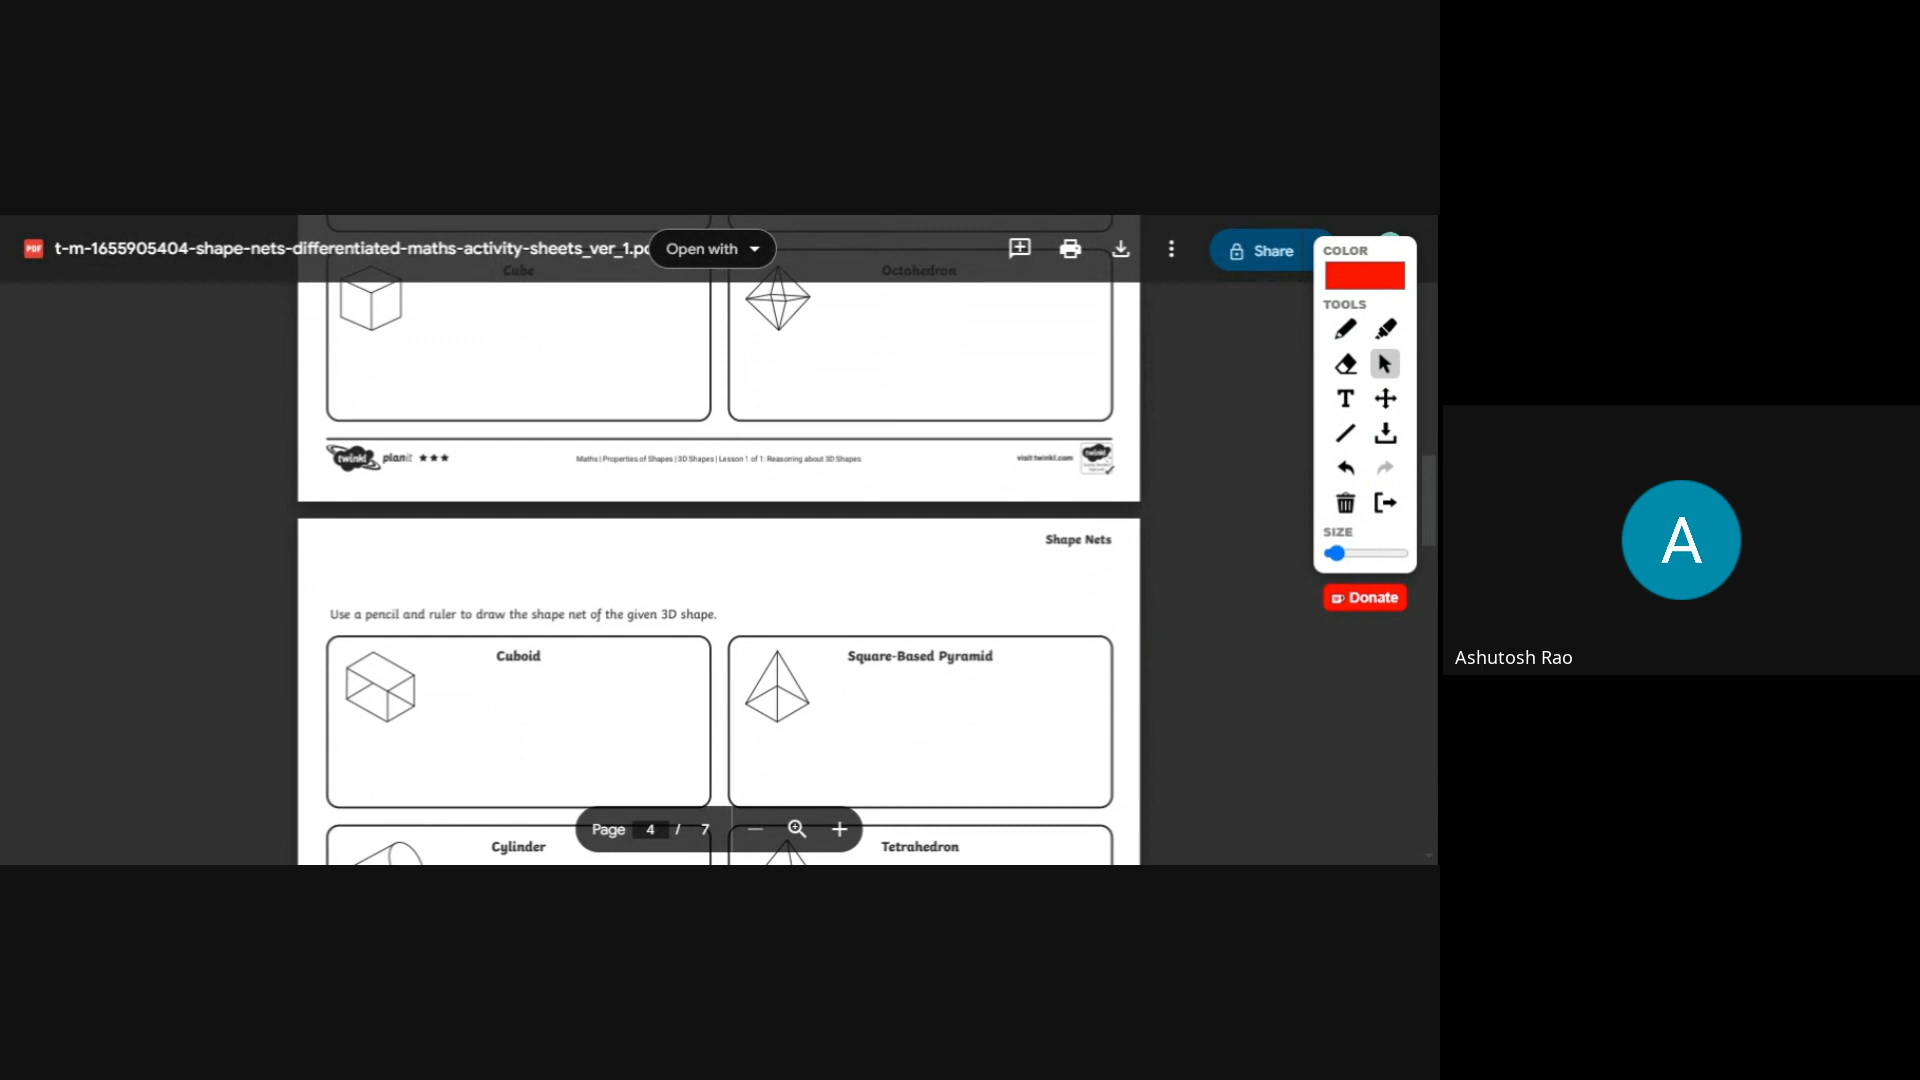 PDF t-m-1655905404-shape-nets-differentiated-maths-activity-sheets_ver_1.pd
Open with
Share
Cube
Octahedron
twinkl planit ★★★
Maths | Properties of Shapes | 3D Shapes | Lesson 1 of 1: Reasoning about 3D Shapes
visit twinkl.com
twinkl
Shape Nets
Use a pencil and ruler to draw the shape net of the given 3D shape.
Cuboid
Square-Based Pyramid
Cylinder
Tetrahedron
Page 4 / 7
COLOR
TOOLS
T
SIZE
Donate
A
Ashutosh Rao